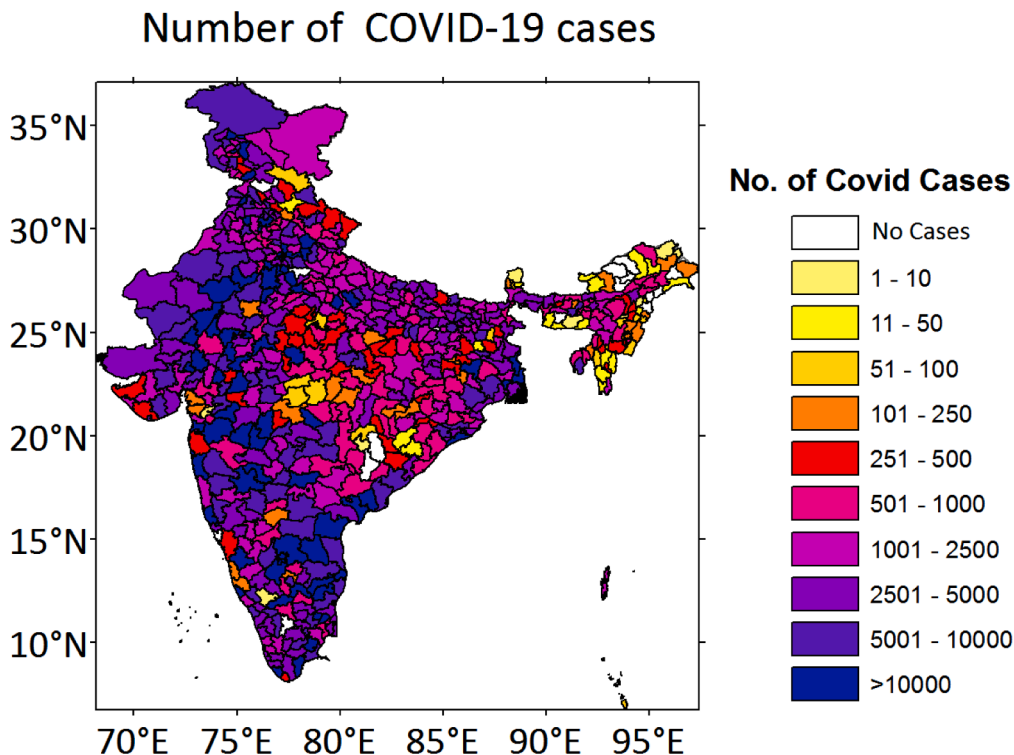 Number of  COVID-19 cases
35°N
30°N
25°N
20°N
15°N
10°N
70°E 75°E 80°E 85°E 90°E 95°E
No. of Covid Cases
No Cases
1 - 10
11 - 50
51 - 100
101 - 250
251 - 500
501 - 1000
1001 - 2500
2501 - 5000
5001 - 10000
>10000